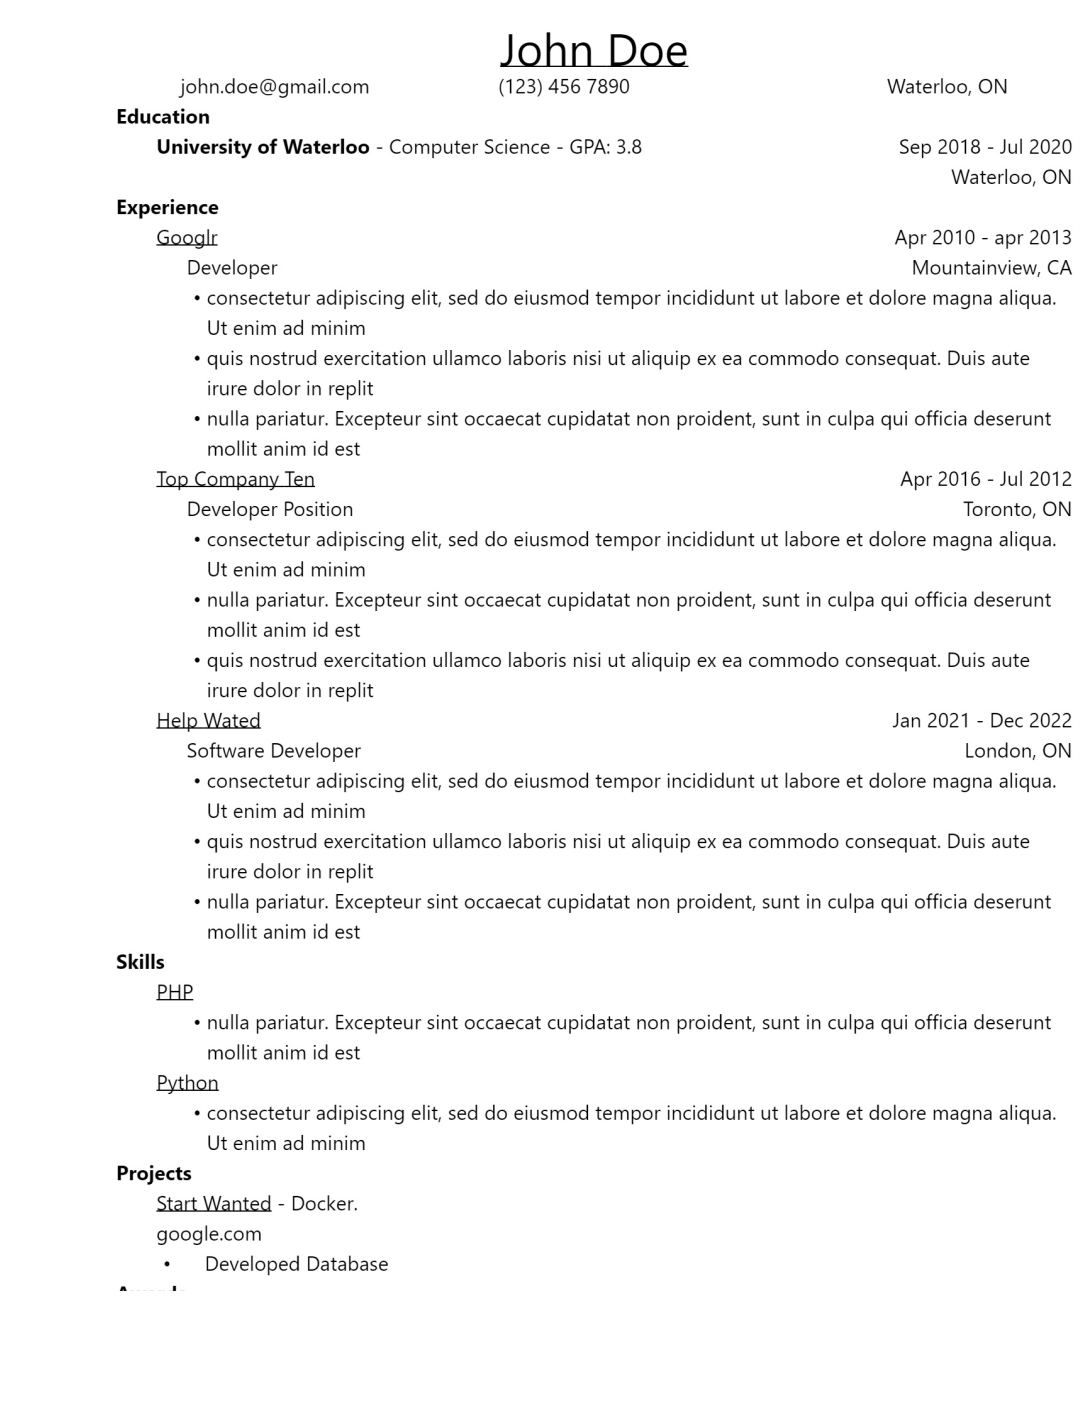 John Doe
john.doe@gmail.com (123) 456 7890 Waterloo, ON
Education
University of Waterloo - Computer Science - GPA: 3.8 Sep 2018 - Jul 2020
Waterloo, ON
Experience
Googlr Apr 2010 - apr 2013
Developer Mountainview, CA
• consectetur adipiscing elit, sed do eiusmod tempor incididunt ut labore et dolore magna aliqua.
Ut enim ad minim
• quis nostrud exercitation ullamco laboris nisi ut aliquip ex ea commodo consequat. Duis aute
irure dolor in replit
• nulla pariatur. Excepteur sint occaecat cupidatat non proident, sunt in culpa qui officia deserunt
mollit anim id est
Top Company Ten Apr 2016 - Jul 2012
Developer Position Toronto, ON
• consectetur adipiscing elit, sed do eiusmod tempor incididunt ut labore et dolore magna aliqua.
Ut enim ad minim
• nulla pariatur. Excepteur sint occaecat cupidatat non proident, sunt in culpa qui officia deserunt
mollit anim id est
• quis nostrud exercitation ullamco laboris nisi ut aliquip ex ea commodo consequat. Duis aute
irure dolor in replit
Help Wated Jan 2021 - Dec 2022
Software Developer London, ON
• consectetur adipiscing elit, sed do eiusmod tempor incididunt ut labore et dolore magna aliqua.
Ut enim ad minim
• quis nostrud exercitation ullamco laboris nisi ut aliquip ex ea commodo consequat. Duis aute
irure dolor in replit
• nulla pariatur. Excepteur sint occaecat cupidatat non proident, sunt in culpa qui officia deserunt
mollit anim id est
Skills
PHP
• nulla pariatur. Excepteur sint occaecat cupidatat non proident, sunt in culpa qui officia deserunt
mollit anim id est
Python
• consectetur adipiscing elit, sed do eiusmod tempor incididunt ut labore et dolore magna aliqua.
Ut enim ad minim
Projects
Start Wanted - Docker.
google.com
• Developed Database